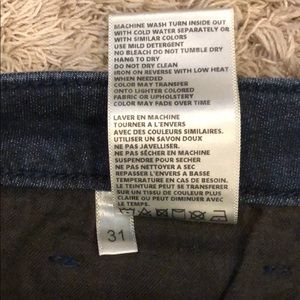 MACHINE WASH TURN INSIDE OUT
WITH COLD WATER SEPARATELY OR
WITH SIMILAR COLORS
USE MILD DETERGENT
NO BLEACH DO NOT TUMBLE DRY
HANG TO DRY
DO NOT DRY CLEAN
IRON ON REVERSE WITH LOW HEAT
WHEN NEEDED
COLOR MAY TRANSFER
ONTO LIGHTER COLORED
FABRIC OR UPHOLSTERY
COLOR MAY FADE OVER TIME
LAVER EN MACHINE
TOURNER A L'ENVERS
AVEC DES COULEURS SIMILAIRES.
UTILISER UN SAVON DOUX
NE PAS JAVELLISER.
NE PAS SÉCHER EN MACHINE
SUSPENDRE POUR SECHER
NE PAS NETTOYER A SEC
REPASSER L'ENVERS A BASSE
TEMPERATURE EN CAS DE BESOIN.
LE TEINTURE PEUT SE TRANSFERER
SUR UN TISSU DE COULEUR PLUS
CLAIRE OU PEUT DIMINUER AVEC
LE TEMPS.
31